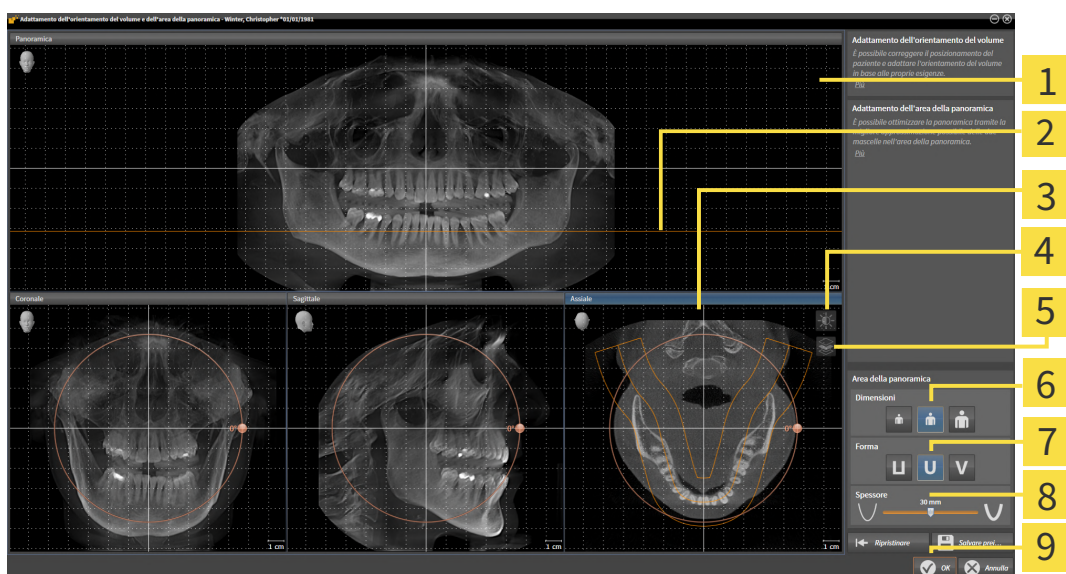 Adattamento dell'orientamento del volume e dell'area della panoramica - Winter, Christopher *01/01/1981
Panoramica
1 cm
Coronale
.0°
1 cm
Sagittale
.0°
1 cm
Assiale
.0°
1 cm
Adattamento dell'orientamento del volume
È possibile correggere il posizionamento del
paziente e adattare l'orientamento del volume
in base alle proprie esigenze.
Più
Adattamento dell'area della panoramica
È possibile ottimizzare la panoramica tramite la
mascelle nell'area della panoramica.
Più
Area della panoramica
Dimensioni
Forma
U V
Spessore
30 mm
Ripristinare
Salvare prei...
OK
Annulla
1
2
3
4
5
6
7
8
9